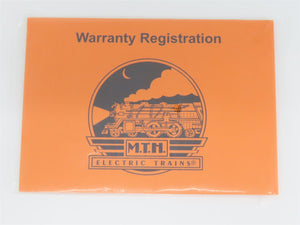 Warranty Registration
M.T.H.
ELECTRIC TRAINS®